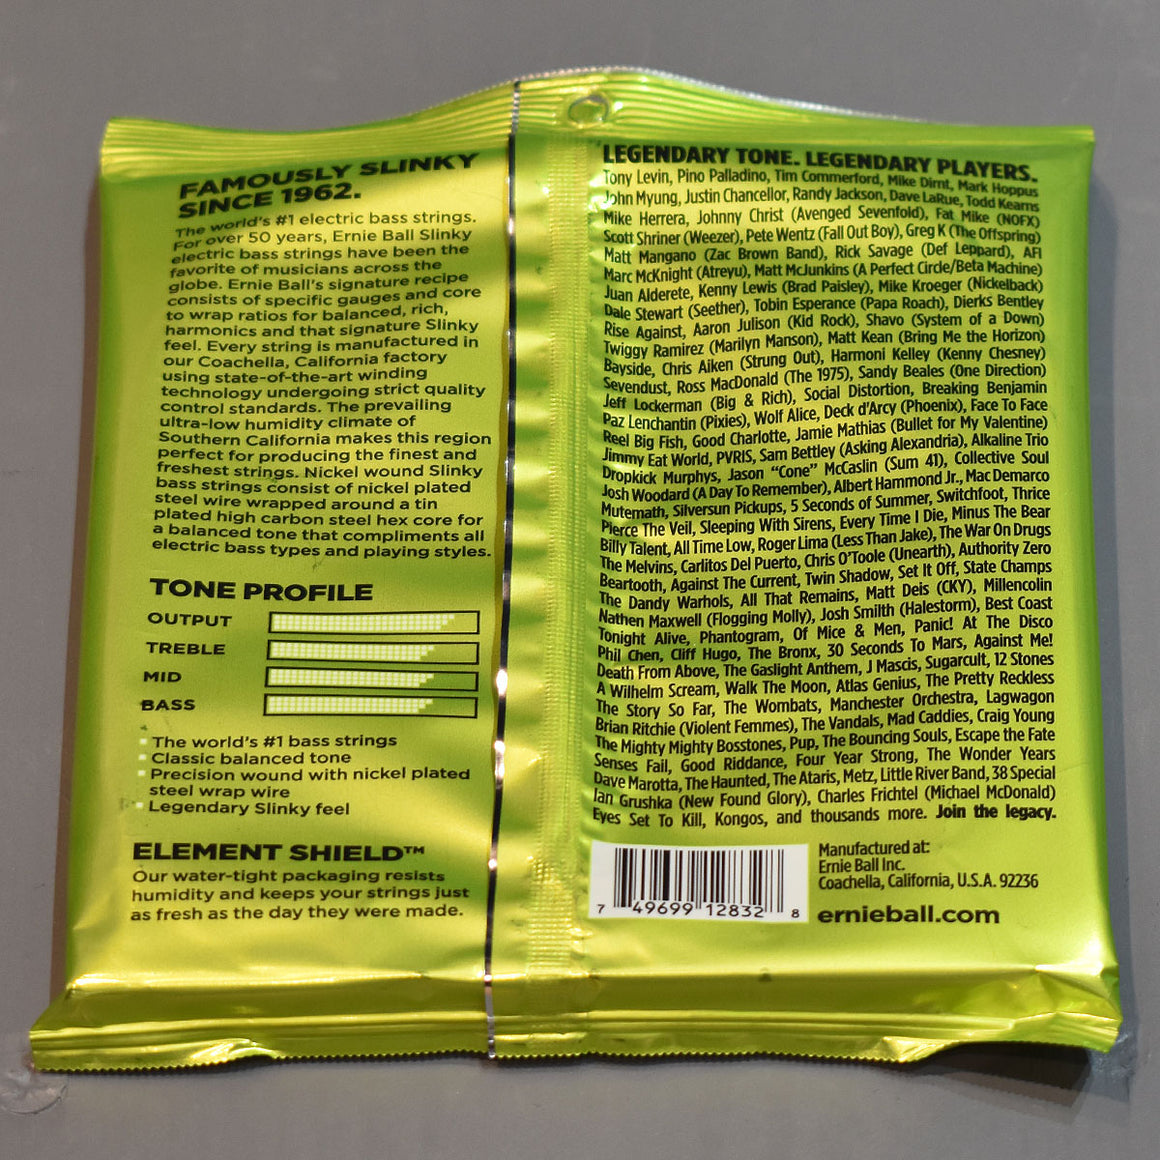 FAMOUSLY SLINKY
SINCE 1962.
The world's #1 electric bass strings.
For over 50 years, Ernie Ball Slinky
electric bass strings have been the
favorite of musicians across the
globe. Ernie Ball's signature recipe
consists of specific gauges and core
to wrap ratios for balanced, rich,
harmonics and that signature Slinky
feel. Every string is manufactured in
our Coachella, California factory
using state-of-the-art winding
technology undergoing strict quality
control standards. The prevailing
ultra-low humidity climate of
Southern California makes this region
perfect for producing the finest and
freshest strings. Nickel wound Slinky
bass strings consist of nickel plated
steel wire wrapped around a tin
plated high carbon steel hex core for
a balanced tone that compliments all
electric bass types and playing styles.
TONE PROFILE
OUTPUT
TREBLE
MID
BASS
The world's #1 bass strings
Classic balanced tone
Precision wound with nickel plated
steel wrap wire
Legendary Slinky feel
ELEMENT SHIELD™
Our water-tight packaging resists
humidity and keeps your strings just
as fresh as the day they were made.
LEGENDARY TONE. LEGENDARY PLAYERS.
Tony Levin, Pino Palladino, Tim Commerford, Mike Dirnt, Mark Hoppus
John Myung, Justin Chancellor, Randy Jackson, Dave LaRue, Todd Kearns
Mike Herrera, Johnny Christ (Avenged Sevenfold), Fat Mike (NOFX)
Scott Shriner (Weezer), Pete Wentz (Fall Out Boy), Greg K (The Offspring)
Matt Mangano (Zac Brown Band), Rick Savage (Def Leppard), AFI
Marc McKnight (Atreyu), Matt McJunkins (A Perfect Circle/Beta Machine)
Juan Alderete, Kenny Lewis (Brad Paisley), Mike Kroeger (Nickelback)
Dale Stewart (Seether), Tobin Esperance (Papa Roach), Dierks Bentley
Rise Against, Aaron Julison (Kid Rock), Shavo (System of a Down)
Twiggy Ramirez (Marilyn Manson), Matt Kean (Bring Me the Horizon)
Bayside, Chris Aiken (Strung Out), Harmoni Kelley (Kenny Chesney)
Sevendust, Ross MacDonald (The 1975), Sandy Beales (One Direction)
Jeff Lockerman (Big & Rich), Social Distortion, Breaking Benjamin
Paz Lenchantin (Pixies), Wolf Alice, Deck d'Arcy (Phoenix), Face To Face
Reel Big Fish, Good Charlotte, Jamie Mathias (Bullet for My Valentine)
Jimmy Eat World, PVRIS, Sam Bettley (Asking Alexandria), Alkaline Trio
Dropkick Murphys, Jason "Cone" McCaslin (Sum 41), Collective Soul
Josh Woodard (A Day To Remember), Albert Hammond Jr., Mac Demarco
Mutemath, Silversun Pickups, 5 Seconds of Summer, Switchfoot, Thrice
Pierce The Veil, Sleeping With Sirens, Every Time I Die, Minus The Bear
Billy Talent, All Time Low, Roger Lima (Less Than Jake), The War On Drugs
The Melvins, Carlitos Del Puerto, Chris O'Toole (Unearth), Authority Zero
Beartooth, Against The Current, Twin Shadow, Set It Off, State Champs
The Dandy Warhols, All That Remains, Matt Deis (CKY), Millencolin
Nathen Maxwell (Flogging Molly), Josh Smilth (Halestorm), Best Coast
Tonight Alive, Phantogram, Of Mice & Men, Panic! At The Disco
Phil Chen, Cliff Hugo, The Bronx, 30 Seconds To Mars, Against Me!
Death From Above, The Gaslight Anthem, J Mascis, Sugarcult, 12 Stones
A Wilhelm Scream, Walk The Moon, Atlas Genius, The Pretty Reckless
The Story So Far, The Wombats, Manchester Orchestra, Lagwagon
Brian Ritchie (Violent Femmes), The Vandals, Mad Caddies, Craig Young
The Mighty Mighty Bosstones, Pup, The Bouncing Souls, Escape the Fate
Senses Fail, Good Riddance, Four Year Strong, The Wonder Years
Dave Marotta, The Haunted, The Ataris, Metz, Little River Band, 38 Special
Ian Grushka (New Found Glory), Charles Frichtel (Michael McDonald)
Eyes Set To Kill, Kongos, and thousands more. Join the legacy.
7 49699 12832 8
Manufactured at:
Ernie Ball Inc.
Coachella, California, U.S.A. 92236
ernieball.com